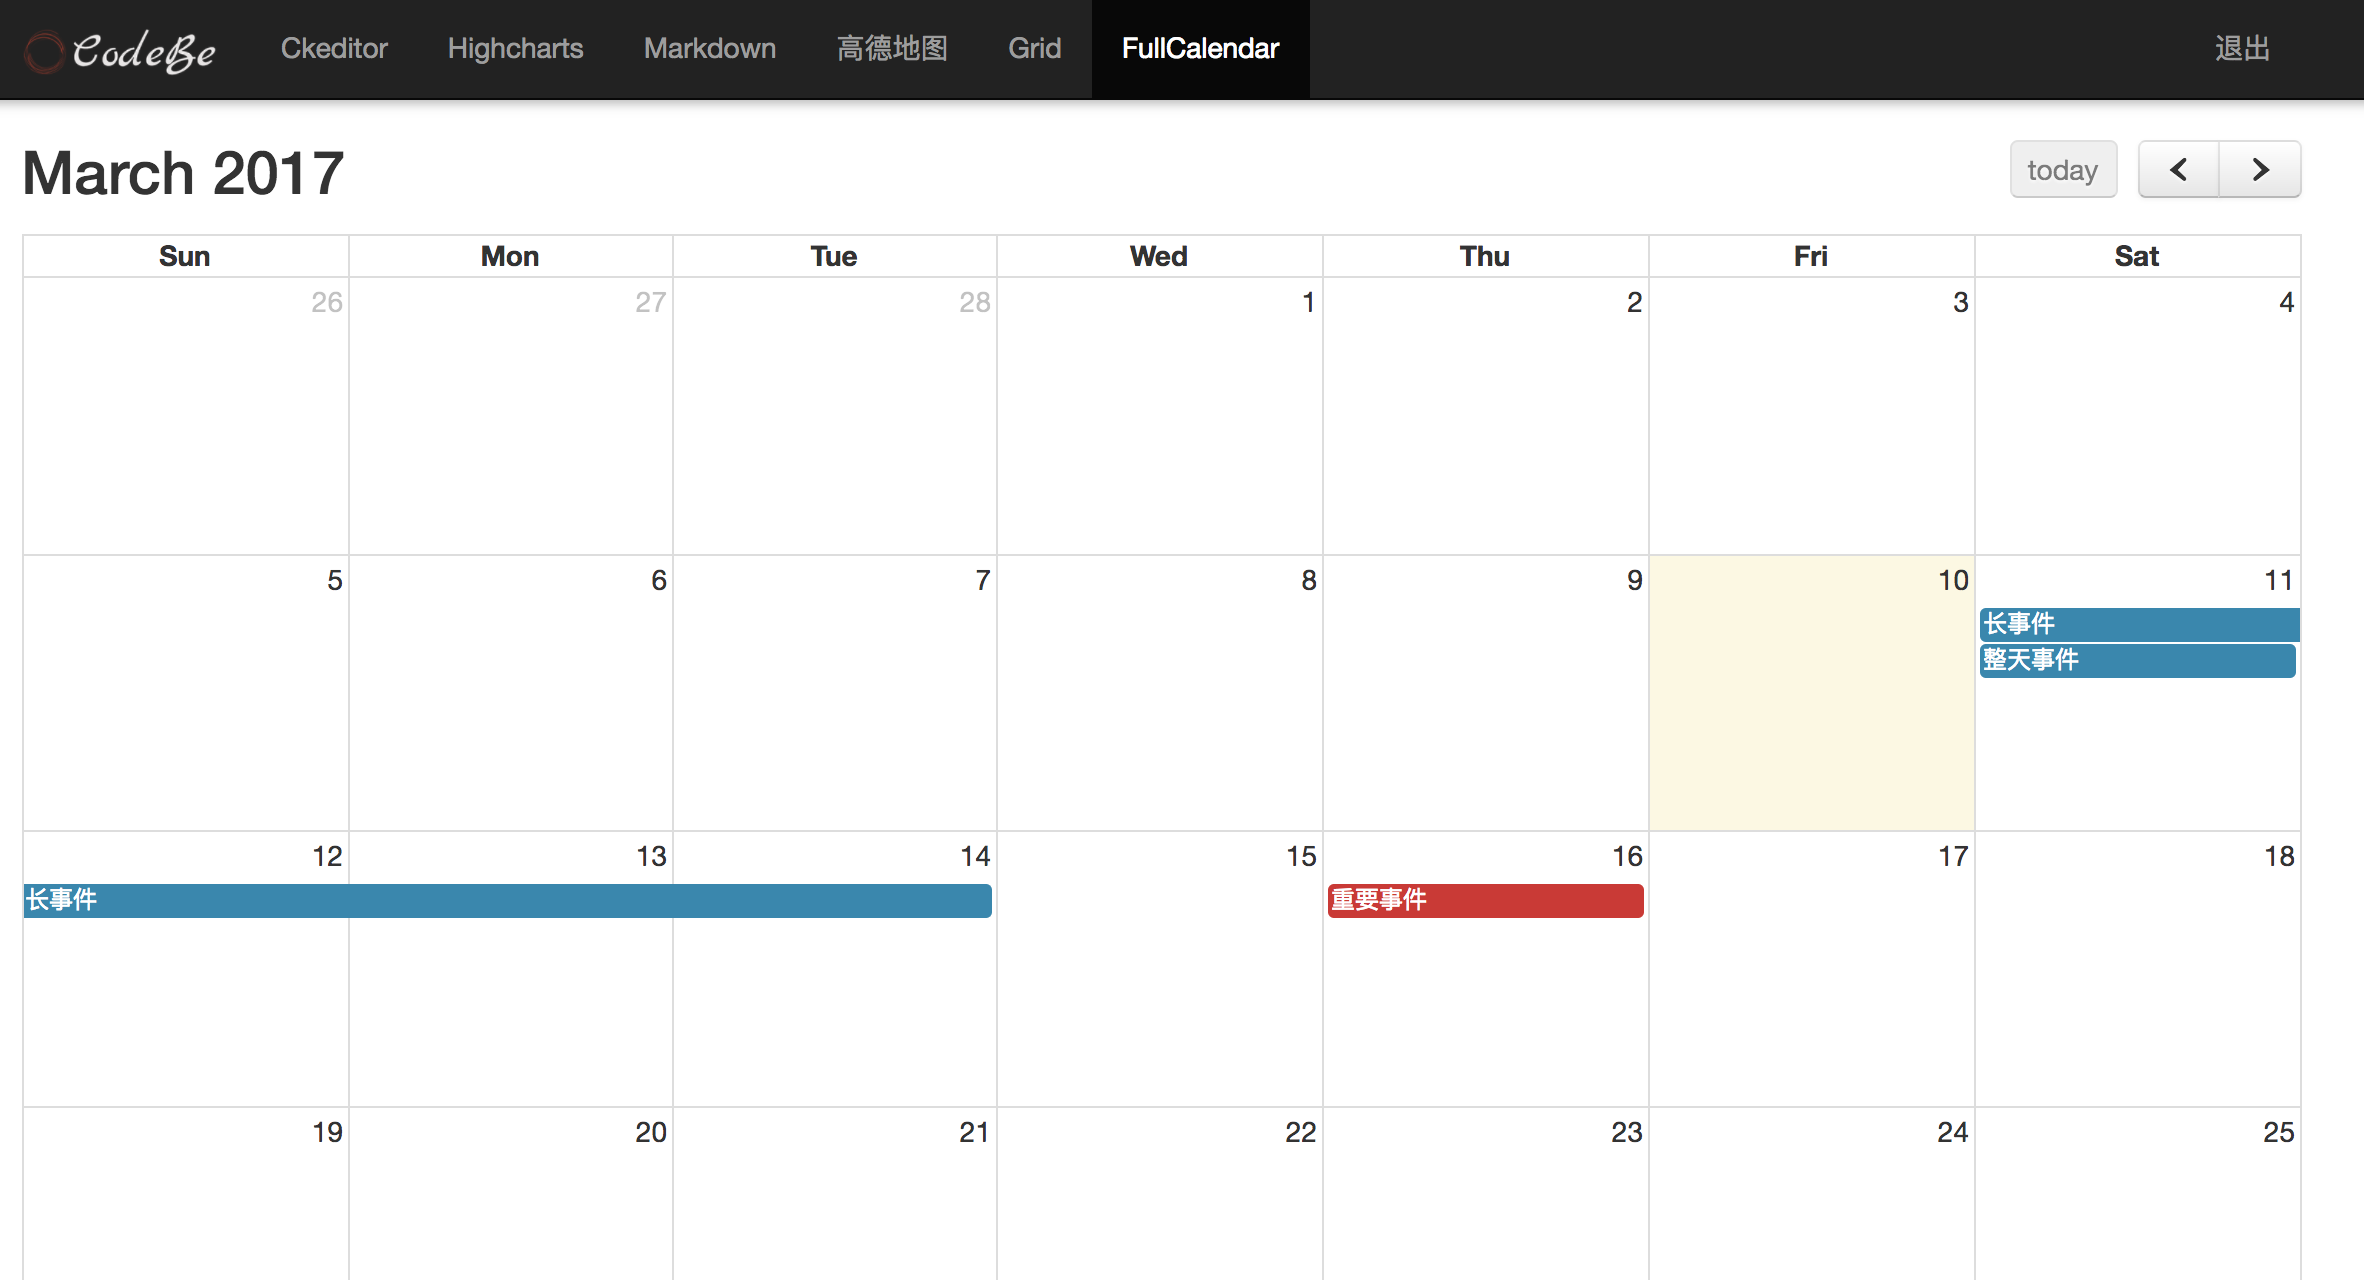 CodeBe Ckeditor Highcharts Markdown 高德地图 Grid FullCalendar 退出
March 2017 today
Sun Mon Tue Wed Thu Fri Sat
26 27 28 1 2 3 4
5 6 7 8 9 10 11
长事件
整天事件
12 13 14 15 16 17 18
长事件 重要事件
19 20 21 22 23 24 25